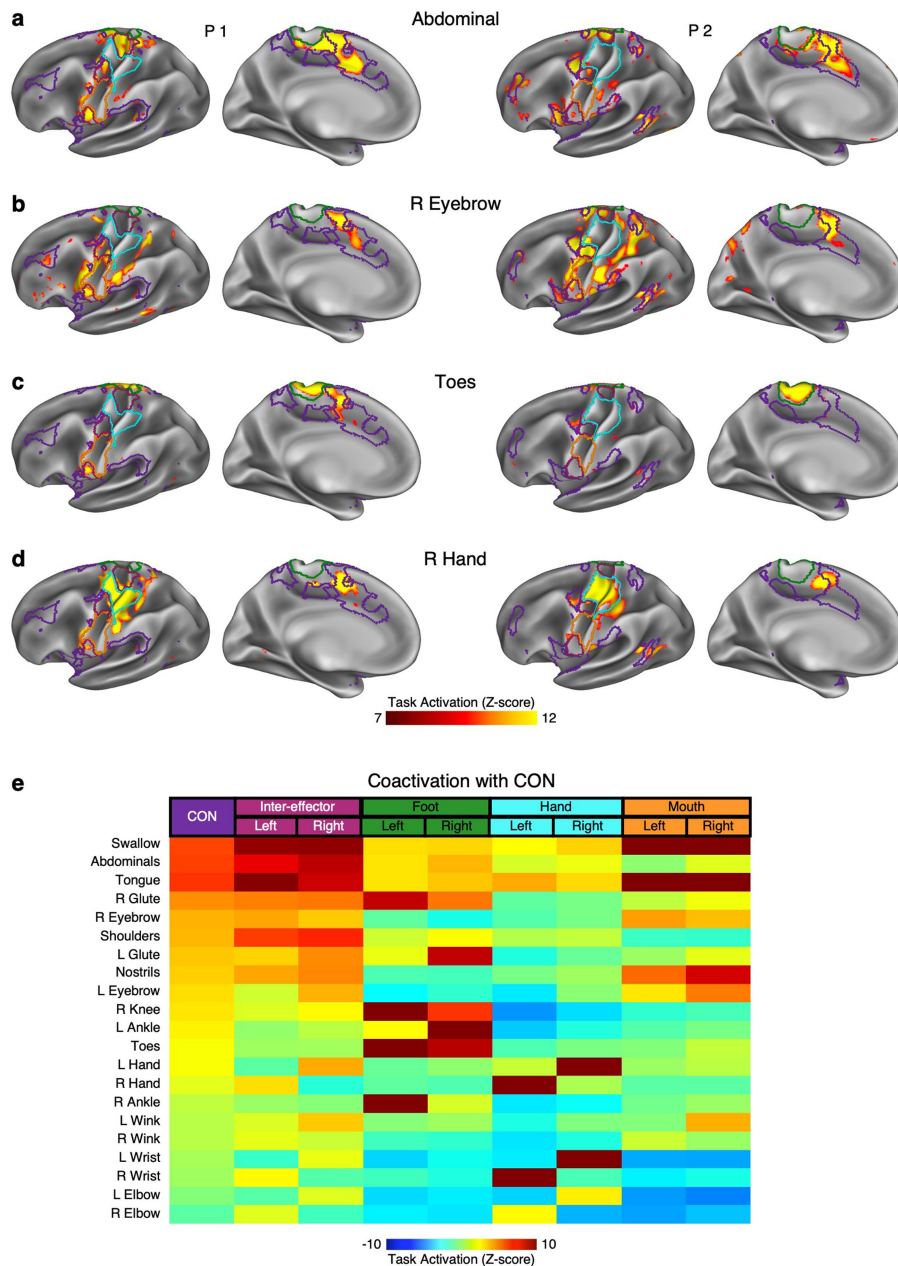 a
Abdominal
P 1
P 2
b
R Eyebrow
c
Toes
d
R Hand
Task Activation (Z-score)
7
12
e
Coactivation with CON
CON
Inter-effector
Foot
Hand
Mouth
Left
Right
Left
Right
Left
Right
Left
Right
Swallow
Abdominals
Tongue
R Glute
R Eyebrow
Shoulders
L Glute
Nostrils
L Eyebrow
R Knee
L Ankle
Toes
L Hand
R Hand
R Ankle
L Wink
R Wink
L Wrist
R Wrist
L Elbow
R Elbow
-10
10
Task Activation (Z-score)